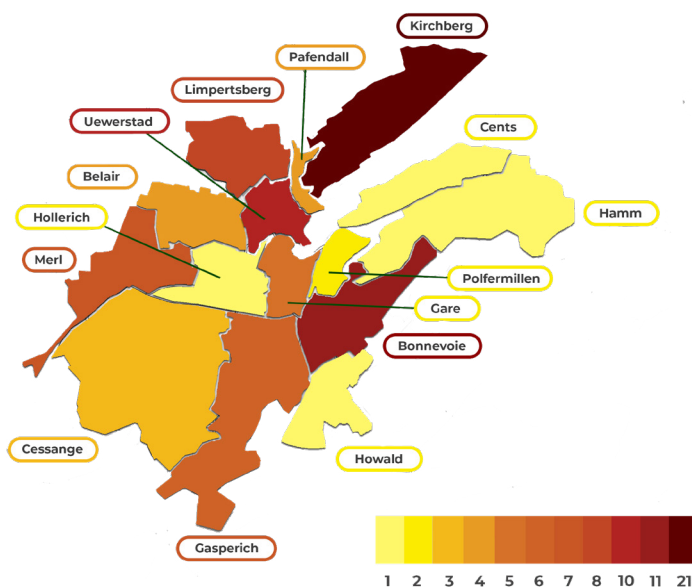 Kirchberg
Pafendall
Limpertsberg
Uewerstad
Cents
Belair
Hollerich
Hamm
Merl
Polfermillen
Gare
Bonnevoie
Cessange
Howald
Gasperich
1 2 3 4 5 6 7 8 10 11 21